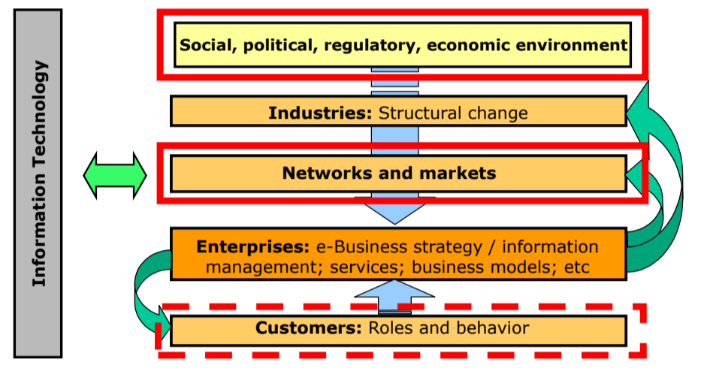 Information Technology
Social, political, regulatory, economic environment
Industries: Structural change
Networks and markets
Enterprises: e-Business strategy / information
management; services; business models; etc
Customers: Roles and behavior